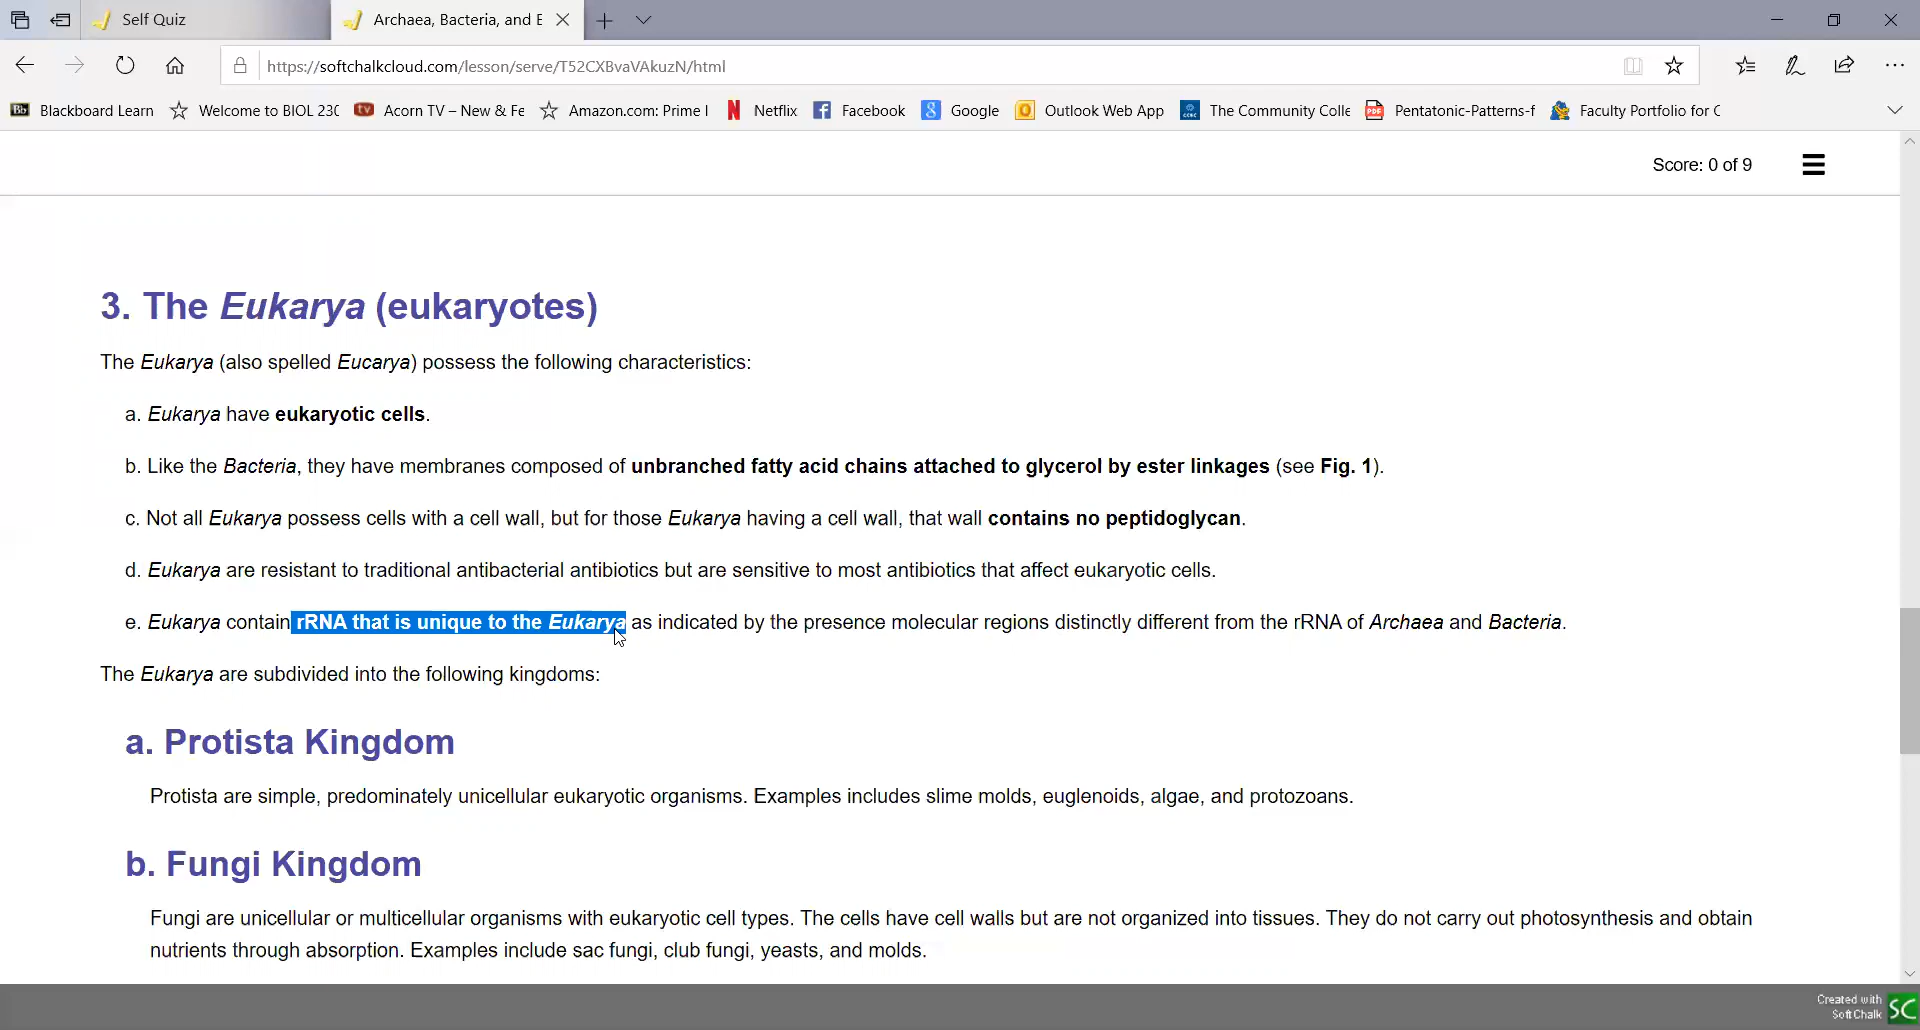 Self Quiz
Archaea, Bacteria, and E
https://softchalkcloud.com/lesson/serve/T52CXBvaVAkuzN/html
Bb Blackboard Learn Welcome to BIOL 230 tv Acorn TV – New & Fe Amazon.com: Prime I N Netflix f Facebook g Google O Outlook Web App CCBC The Community Colle PDF Pentatonic-Patterns-f Faculty Portfolio for C
Score: 0 of 9
3. The Eukarya (eukaryotes)
The Eukarya (also spelled Eucarya) possess the following characteristics:
a. Eukarya have eukaryotic cells.
b. Like the Bacteria, they have membranes composed of unbranched fatty acid chains attached to glycerol by ester linkages (see Fig. 1).
c. Not all Eukarya possess cells with a cell wall, but for those Eukarya having a cell wall, that wall contains no peptidoglycan.
d. Eukarya are resistant to traditional antibacterial antibiotics but are sensitive to most antibiotics that affect eukaryotic cells.
e. Eukarya contain rRNA that is unique to the Eukarya as indicated by the presence molecular regions distinctly different from the rRNA of Archaea and Bacteria.
The Eukarya are subdivided into the following kingdoms:
a. Protista Kingdom
Protista are simple, predominately unicellular eukaryotic organisms. Examples includes slime molds, euglenoids, algae, and protozoans.
b. Fungi Kingdom
Fungi are unicellular or multicellular organisms with eukaryotic cell types. The cells have cell walls but are not organized into tissues. They do not carry out photosynthesis and obtain
nutrients through absorption. Examples include sac fungi, club fungi, yeasts, and molds.
Created with
SoftChalk SC